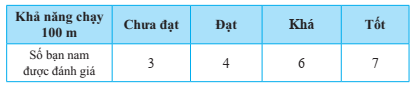 Khả năng chạy 100 m | Chưa đạt | Đạt | Khá | Tốt
Số bạn nam được đánh giá | 3 | 4 | 6 | 7